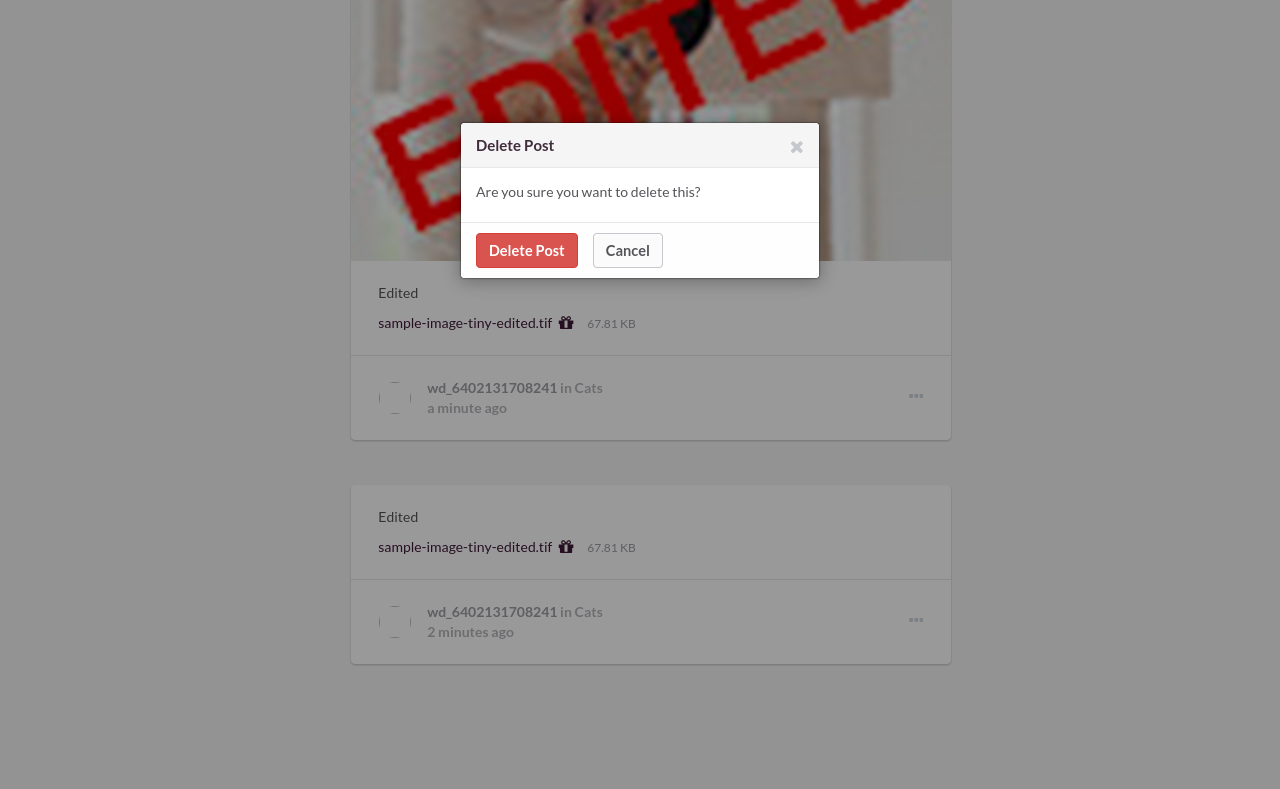 EDITED
Delete Post
Are you sure you want to delete this?
Delete Post Cancel
Edited
sample-image-tiny-edited.tif 67.81 KB
wd_6402131708241 in Cats
a minute ago
Edited
sample-image-tiny-edited.tif 67.81 KB
wd_6402131708241 in Cats
2 minutes ago